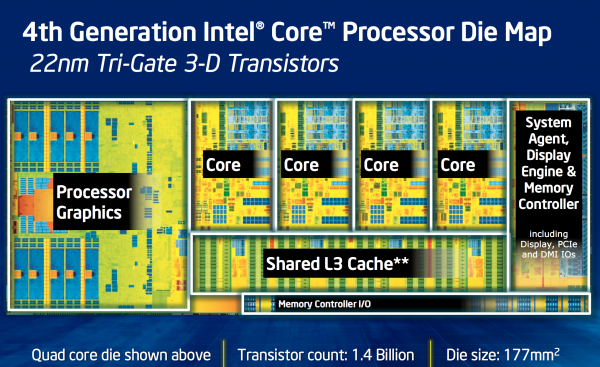 4th Generation Intel® Core™ Processor Die Map
22nm Tri-Gate 3-D Transistors
Processor
Graphics
Core
Core
Core
Core
System
Agent,
Display
Engine &
Memory
Controller
including
Display, PCIe
and DMI IOs
Shared L3 Cache**
Memory Controller I/O
Quad core die shown above
Transistor count: 1.4 Billion
Die size: 177mm²